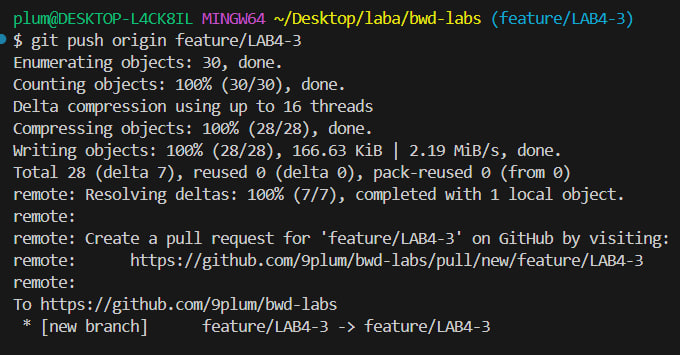 plum@DESKTOP-L4CK8IL MINGW64 ~/Desktop/laba/bwd-labs (feature/LAB4-3)
$ git push origin feature/LAB4-3
Enumerating objects: 30, done.
Counting objects: 100% (30/30), done.
Delta compression using up to 16 threads
Compressing objects: 100% (28/28), done.
Writing objects: 100% (28/28), 166.63 KiB | 2.19 MiB/s, done.
Total 28 (delta 7), reused 0 (delta 0), pack-reused 0 (from 0)
remote: Resolving deltas: 100% (7/7), completed with 1 local object.
remote:
remote: Create a pull request for 'feature/LAB4-3' on GitHub by visiting:
remote:      https://github.com/9plum/bwd-labs/pull/new/feature/LAB4-3
remote:
To https://github.com/9plum/bwd-labs
 * [new branch]      feature/LAB4-3 -> feature/LAB4-3